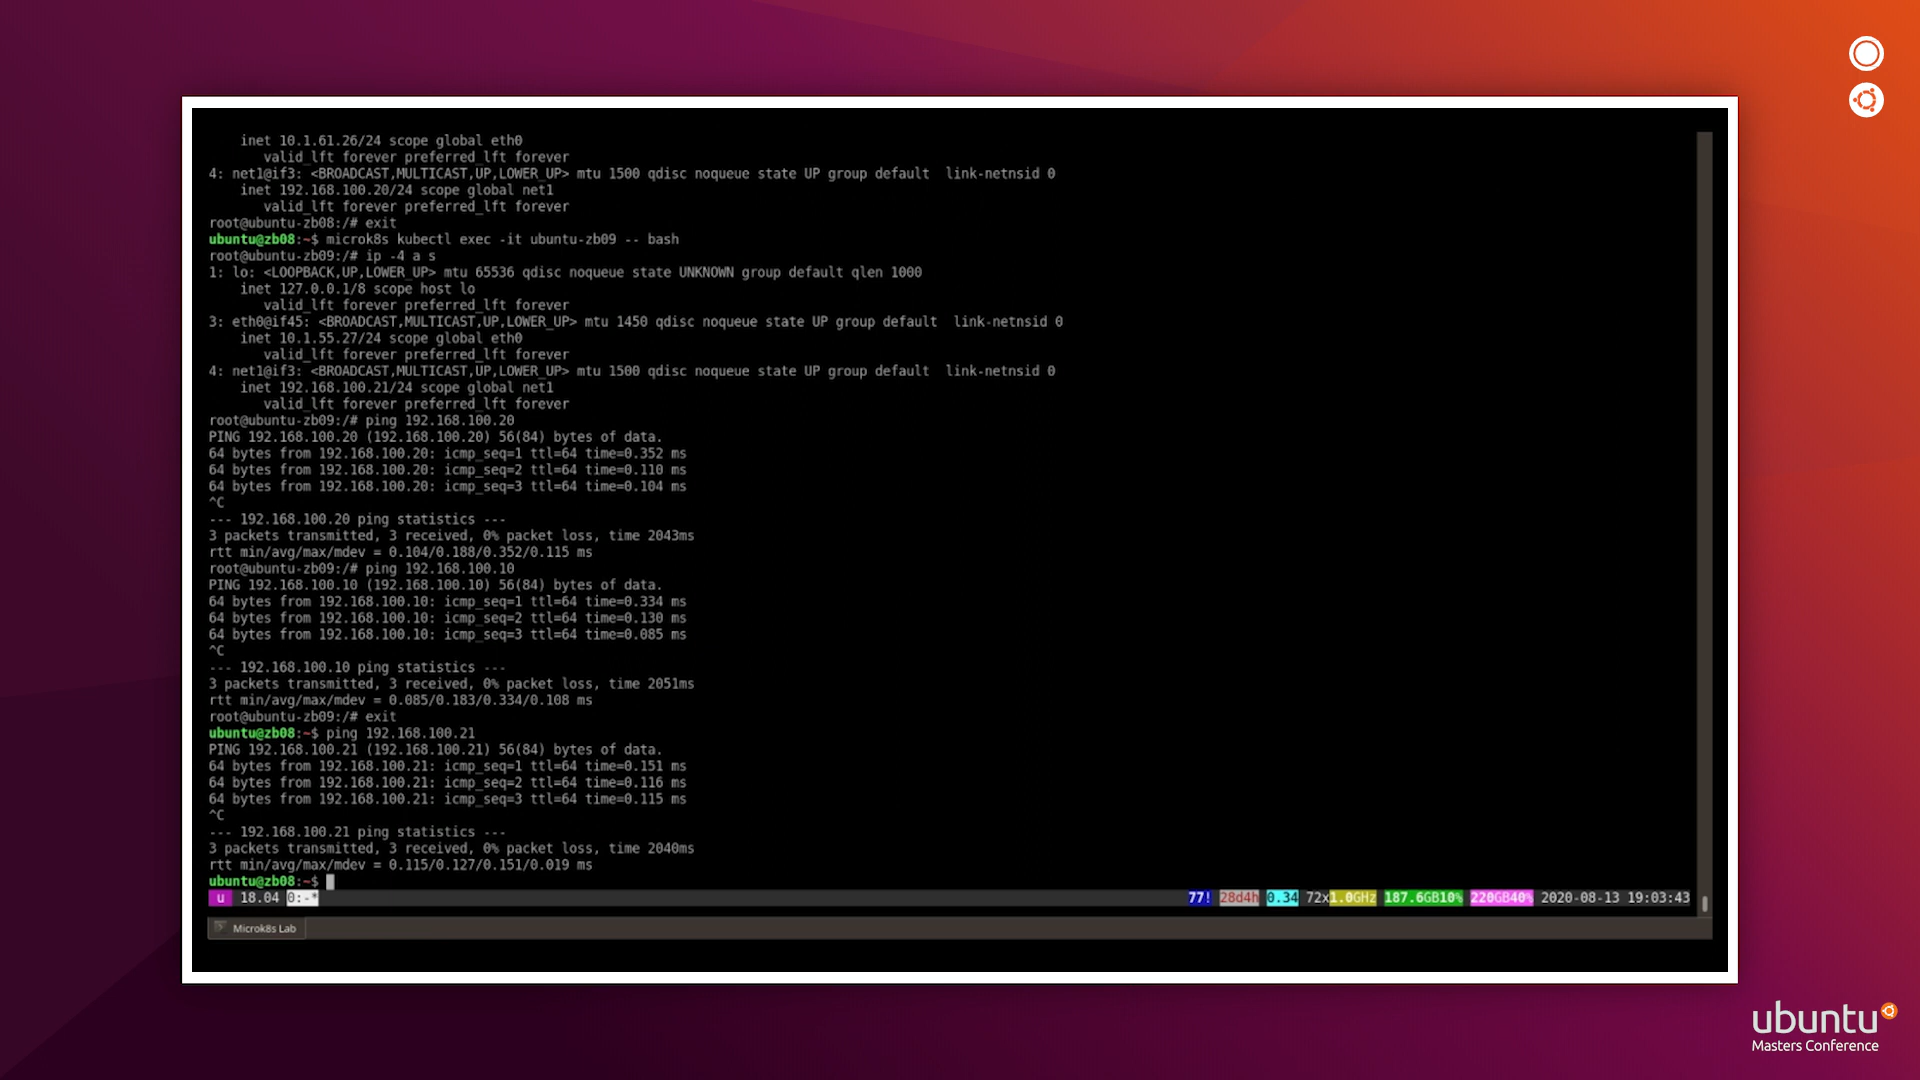 inet 10.1.61.26/24 scope global eth0
valid_lft forever preferred_lft forever
4: net1@if3: <BROADCAST,MULTICAST,UP,LOWER_UP> mtu 1500 qdisc noqueue state UP group default  link-netnsid 0
inet 192.168.100.20/24 scope global net1
valid_lft forever preferred_lft forever
root@ubuntu-zb08:/# exit
ubuntu@zb08:~$ microk8s kubectl exec -it ubuntu-zb09 -- bash
root@ubuntu-zb09:/# ip -4 a s
1: lo: <LOOPBACK,UP,LOWER_UP> mtu 65536 qdisc noqueue state UNKNOWN group default qlen 1000
inet 127.0.0.1/8 scope host lo
valid_lft forever preferred_lft forever
3: eth0@if45: <BROADCAST,MULTICAST,UP,LOWER_UP> mtu 1450 qdisc noqueue state UP group default  link-netnsid 0
inet 10.1.55.27/24 scope global eth0
valid_lft forever preferred_lft forever
4: net1@if3: <BROADCAST,MULTICAST,UP,LOWER_UP> mtu 1500 qdisc noqueue state UP group default  link-netnsid 0
inet 192.168.100.21/24 scope global net1
valid_lft forever preferred_lft forever
root@ubuntu-zb09:/# ping 192.168.100.20
PING 192.168.100.20 (192.168.100.20) 56(84) bytes of data.
64 bytes from 192.168.100.20: icmp_seq=1 ttl=64 time=0.352 ms
64 bytes from 192.168.100.20: icmp_seq=2 ttl=64 time=0.110 ms
64 bytes from 192.168.100.20: icmp_seq=3 ttl=64 time=0.104 ms
^C
--- 192.168.100.20 ping statistics ---
3 packets transmitted, 3 received, 0% packet loss, time 2043ms
rtt min/avg/max/mdev = 0.104/0.188/0.352/0.115 ms
root@ubuntu-zb09:/# ping 192.168.100.10
PING 192.168.100.10 (192.168.100.10) 56(84) bytes of data.
64 bytes from 192.168.100.10: icmp_seq=1 ttl=64 time=0.334 ms
64 bytes from 192.168.100.10: icmp_seq=2 ttl=64 time=0.130 ms
64 bytes from 192.168.100.10: icmp_seq=3 ttl=64 time=0.085 ms
^C
--- 192.168.100.10 ping statistics ---
3 packets transmitted, 3 received, 0% packet loss, time 2051ms
rtt min/avg/max/mdev = 0.085/0.183/0.334/0.108 ms
root@ubuntu-zb09:/# exit
ubuntu@zb08:~$ ping 192.168.100.21
PING 192.168.100.21 (192.168.100.21) 56(84) bytes of data.
64 bytes from 192.168.100.21: icmp_seq=1 ttl=64 time=0.151 ms
64 bytes from 192.168.100.21: icmp_seq=2 ttl=64 time=0.116 ms
64 bytes from 192.168.100.21: icmp_seq=3 ttl=64 time=0.115 ms
^C
--- 192.168.100.21 ping statistics ---
3 packets transmitted, 3 received, 0% packet loss, time 2040ms
rtt min/avg/max/mdev = 0.115/0.127/0.151/0.019 ms
ubuntu@zb08:~$
u 18.04 0:-* 77! 28d4h 0.34 72x1.0GHz 187.6GB10% 220GB40% 2020-08-13 19:03:43
Microk8s Lab
ubuntu
Masters Conference